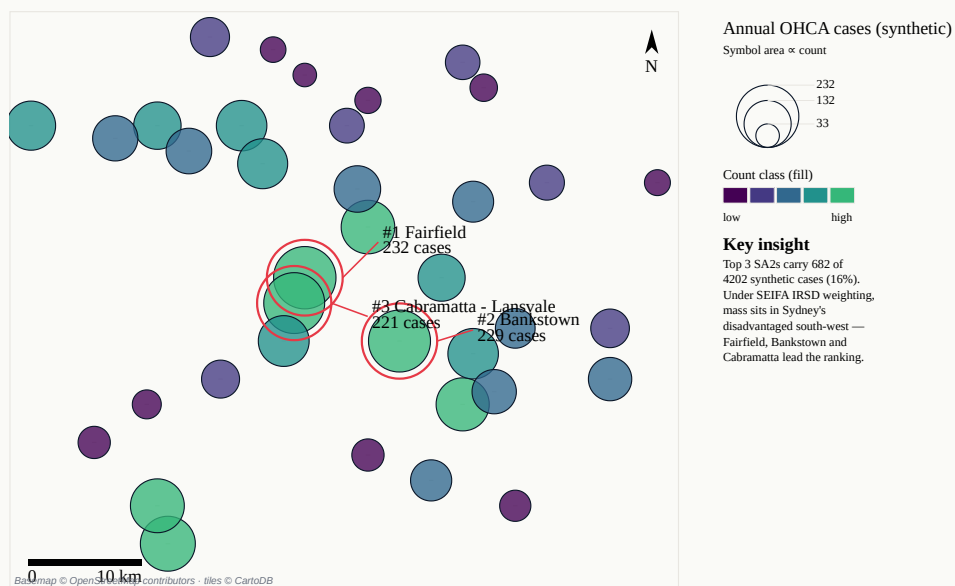 Annual OHCA cases (synthetic)
Symbol area ∝ count
232
132
33
Count class (fill)
low
high
Key insight
Top 3 SA2s carry 682 of
4202 synthetic cases (16%).
Under SEIFA IRSD weighting,
mass sits in Sydney's
disadvantaged south-west —
Fairfield, Bankstown and
Cabramatta lead the ranking.
N
#1 Fairfield
232 cases
#3 Cabramatta - Lansvale
221 cases
#2 Bankstown
229 cases
0
10 km
Basemap © OpenStreetMap contributors · tiles © CartoDB